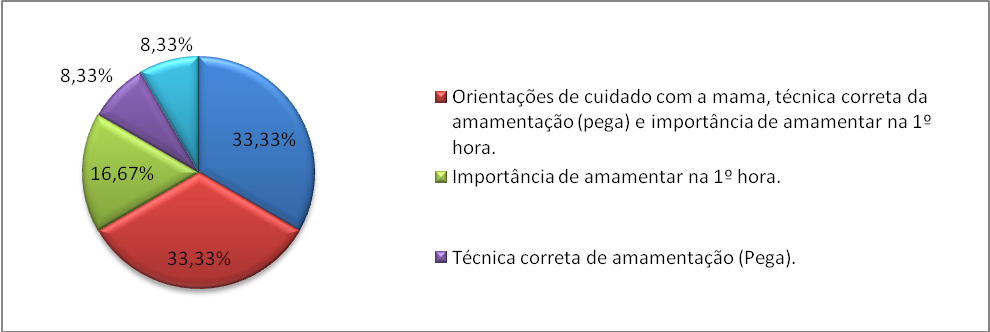 8,33%
8,33%
33,33%
16,67%
33,33%
Orientações de cuidado com a mama, técnica correta da
amamentação (pega) e importância de amamentar na 1º
hora.
Importância de amamentar na 1º hora.
Técnica correta de amamentação (Pega).